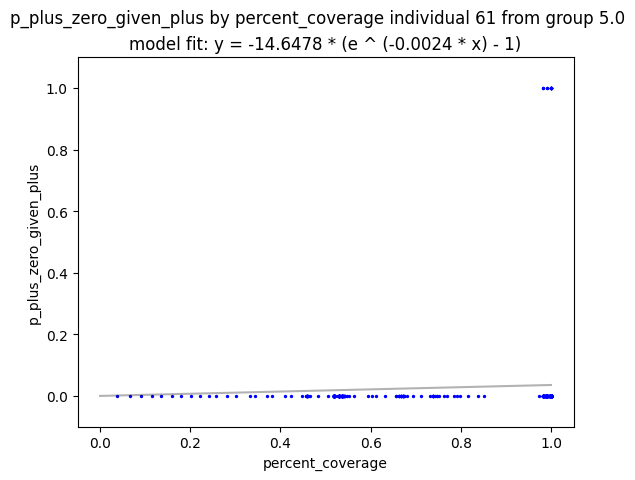 p_plus_zero_given_plus by percent_coverage individual 61 from group 5.0
model fit: y = -14.6478 * (e ^ (-0.0024 * x) - 1)
1.0
0.8
0.6
0.4
0.2
0.0
p_plus_zero_given_plus
0.0 0.2 0.4 0.6 0.8 1.0
percent_coverage